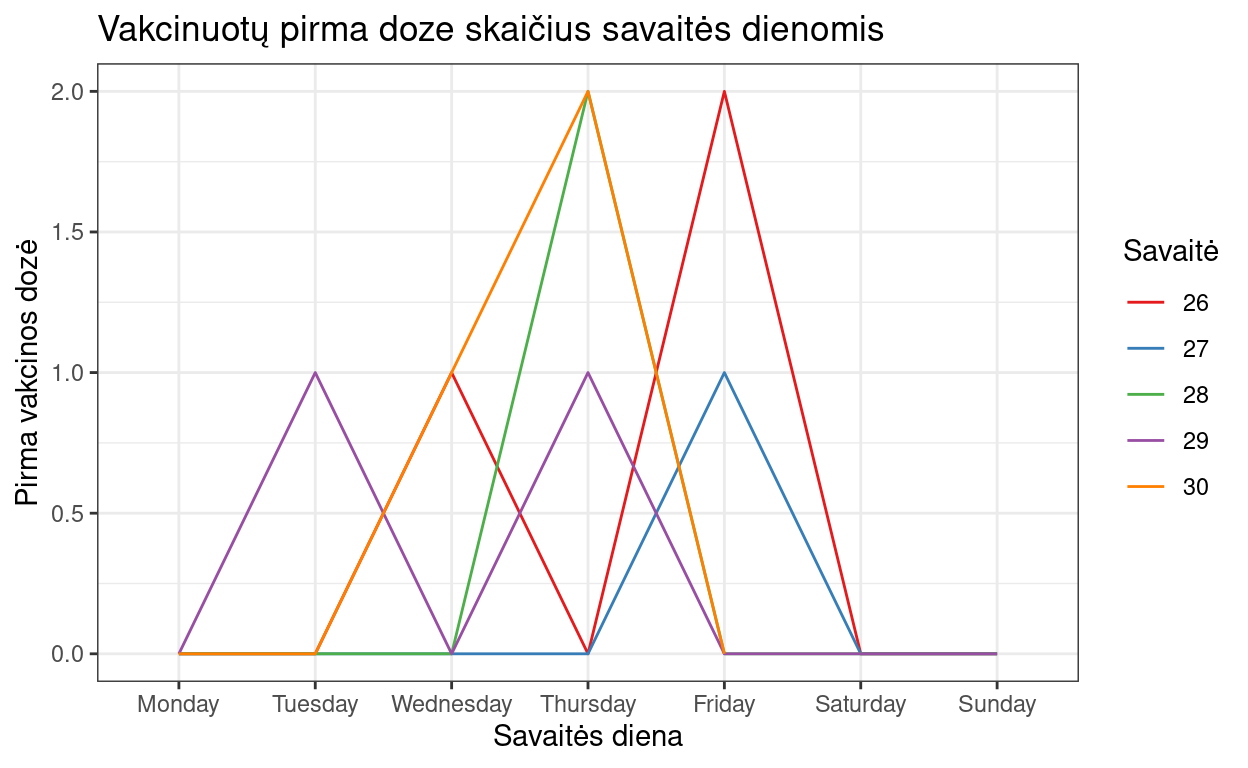 Vakcinuotų pirma doze skaičius savaitės dienomis
Pirma vakcinos dozė
2.0
1.5
1.0
0.5
0.0
Monday Tuesday Wednesday Thursday Friday Saturday Sunday
Savaitės diena
Savaitė
26
27
28
29
30